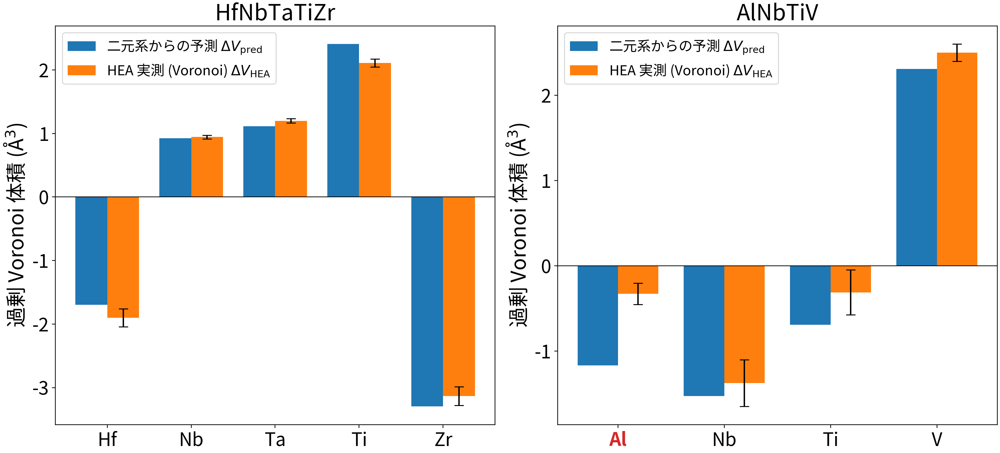 HfNbTaTiZr
二元系からの予測 ΔVpred
HEA 実測 (Voronoi) ΔVHEA
過剰 Voronoi 体積 (Å³)
2
1
0
-1
-2
-3
Hf Nb Ta Ti Zr
AlNbTiV
二元系からの予測 ΔVpred
HEA 実測 (Voronoi) ΔVHEA
過剰 Voronoi 体積 (Å³)
2
1
0
-1
Al Nb Ti V